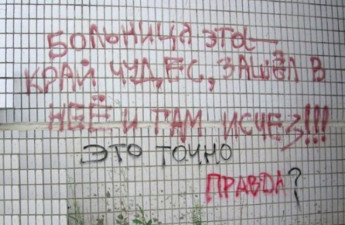 БОЛЬНИЦА ЭТО —
КРАЙ ЧУДЕС, ЗАШЁЛ В
НЕЁ И ТАМ ИСЧЕЗ!!!
ЭТО ТОЧНО
ПРАВДА?